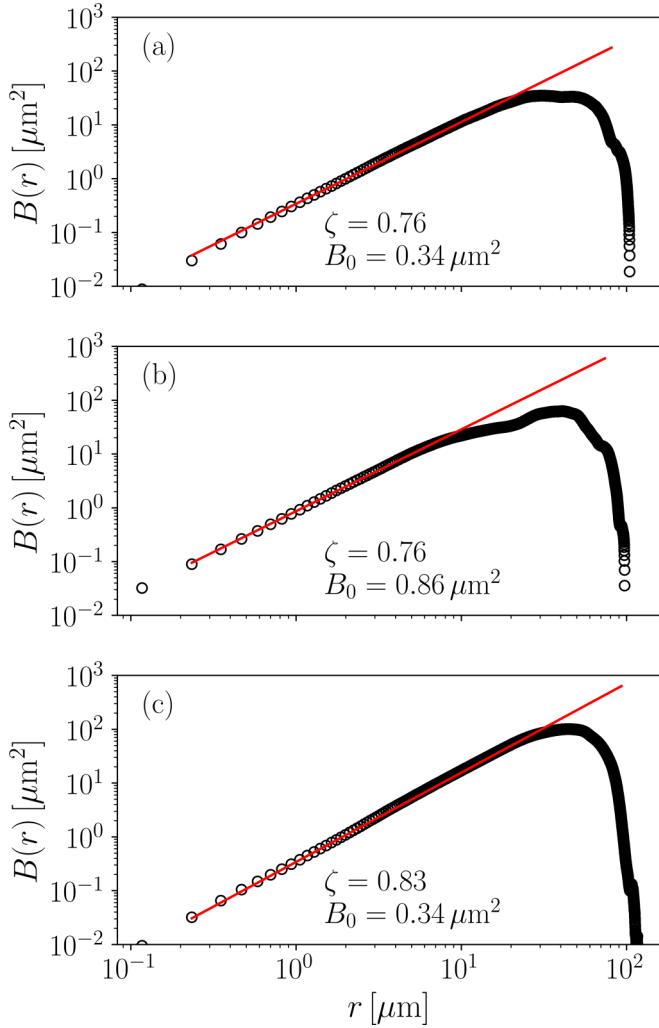 (a)
10³
10²
10¹
10⁰
10⁻¹
10⁻²
B(r) [μm²]
ζ = 0.76
B₀ = 0.34 μm²
(b)
10³
10²
10¹
10⁰
10⁻¹
10⁻²
B(r) [μm²]
ζ = 0.76
B₀ = 0.86 μm²
(c)
10³
10²
10¹
10⁰
10⁻¹
10⁻²
B(r) [μm²]
ζ = 0.83
B₀ = 0.34 μm²
10⁻¹ 10⁰ 10¹ 10²
r [μm]